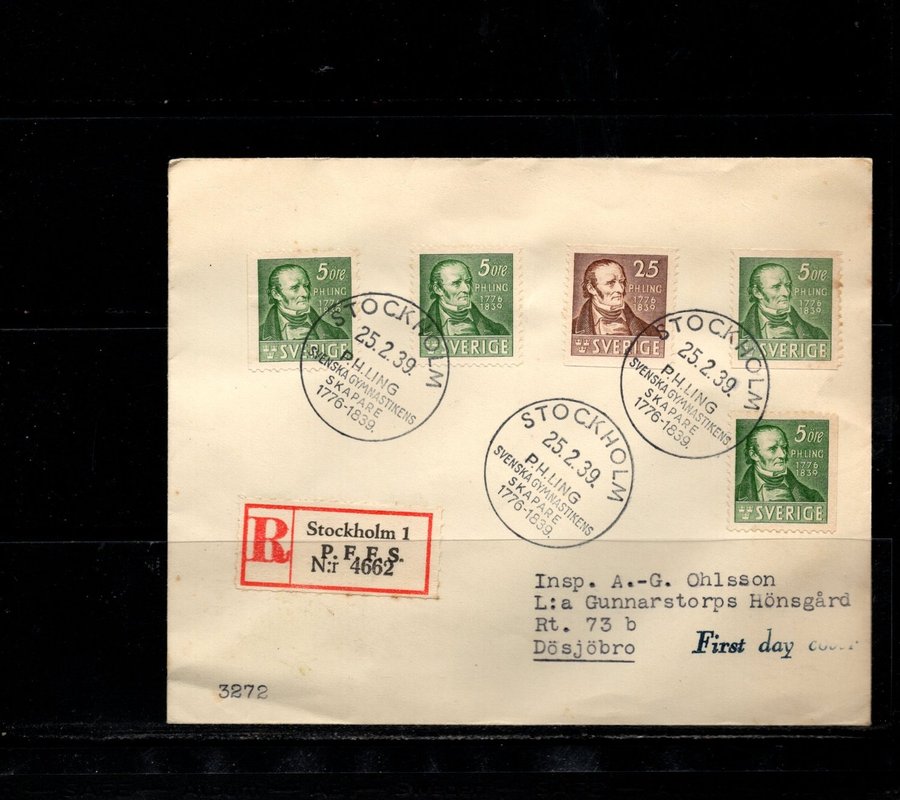 5 öre
P.H.LING
1776
1839
SVERIGE
5 öre
P.H.LING
1776
1839
SVERIGE
25
P.H.LING
1776
1839
SVERIGE
5 öre
P.H.LING
1776
1839
SVERIGE
STOCKHOLM
25.2.39.
P.H.LING
SVENSKA GYMNASTIKENS
SKAPARE
1776-1839.
STOCKHOLM
25.2.39.
P.H.LING
SVENSKA GYMNASTIKENS
SKAPARE
1776-1839.
STOCKHOLM
25.2.39.
P.H.LING
SVENSKA GYMNASTIKENS
SKAPARE
1776-1839.
5 öre
P.H.LING
1776
1839
SVERIGE
R
Stockholm 1
P. F. F. S.
N:r 4662
Insp. A.-G. Ohlsson
L:a Gunnarstorps Hönsgård
Rt. 73 b
Dösjöbro
First day
3272